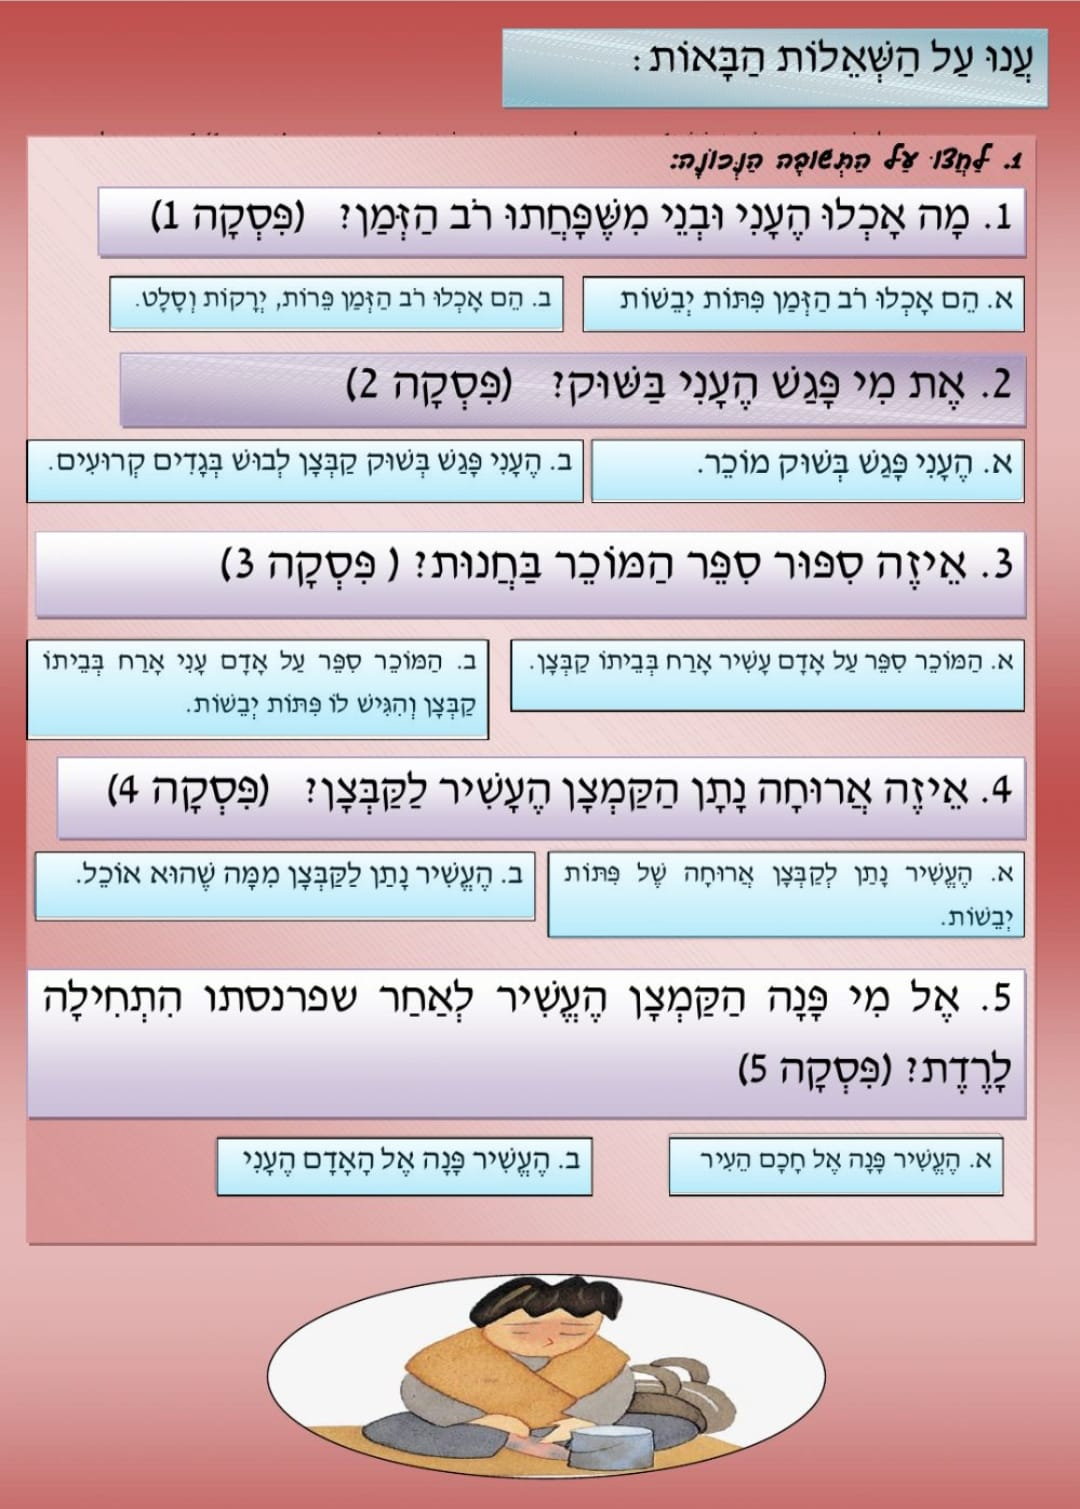 עֲנוּ עַל הַשְּׁאֵלוֹת הַבָּאוֹת :
1. לַחֲצוּ עַל הַתְּשׁוּבָה הַנְּכוֹנָה:
1. מָה אָכְלוּ הֶעָנִי וּבְנֵי מִשְׁפָּחְתוֹ רֹב הַזְּמַן? (פִּסְקָה 1)
א. הֵם אָכְלוּ רֹב הַזְּמַן פִּתּוֹת יְבֵשׁוֹת
ב. הֵם אָכְלוּ רֹב הַזְּמַן פֵּרוֹת, יְרָקוֹת וְסָלָט.
2. אֶת מִי פָּגַשׁ הֶעָנִי בַּשּׁוּק? (פִּסְקָה 2)
א. הֶעָנִי פָּגַשׁ בְּשׁוּק מוֹכֵר.
ב. הֶעָנִי פָּגַשׁ בְּשׁוּק קַבְּצָן לְבוּשׁ בְּגָדִים קְרוּעִים.
3. אֵיזֶה סִפּוּר סִפֵּר הַמּוֹכֵר בַּחֲנוּת? ( פִּסְקָה 3)
א. הַמּוֹכֵר סִפֵּר עַל אָדָם עָשִׁיר אָרַח בְּבֵיתוֹ קַבְּצָן.
ב. הַמּוֹכֵר סִפֵּר עַל אָדָם עָנִי אָרַח בְּבֵיתוֹ
קַבְּצָן וְהִגִּישׁ לוֹ פִּתּוֹת יְבֵשׁוֹת.
4. אֵיזֶה אֲרוּחָה נָתַן הַקַּמְצָן הֶעָשִׁיר לַקַּבְּצָן? (פִּסְקָה 4)
א. הֶעֱשִׁיר נָתַן לְקַבְּצָן אֲרוּחָה שֶׁל פִּתּוֹת
יְבֵשׁוֹת.
ב. הֶעֱשִׁיר נָתַן לַקַּבְּצָן מִמָּה שֶׁהוּא אוֹכֵל.
5. אֶל מִי פָּנָה הַקַּמְצָן הֶעֱשִׁיר לְאַחַר שפרנסתו הִתְחִילָה
לָרֶדֶת? (פִּסְקָה 5)
א. הֶעֱשִׁיר פָּנָה אֶל חָכָם הָעִיר
ב. הֶעֱשִׁיר פָּנָה אֶל הָאָדָם הֶעָנִי